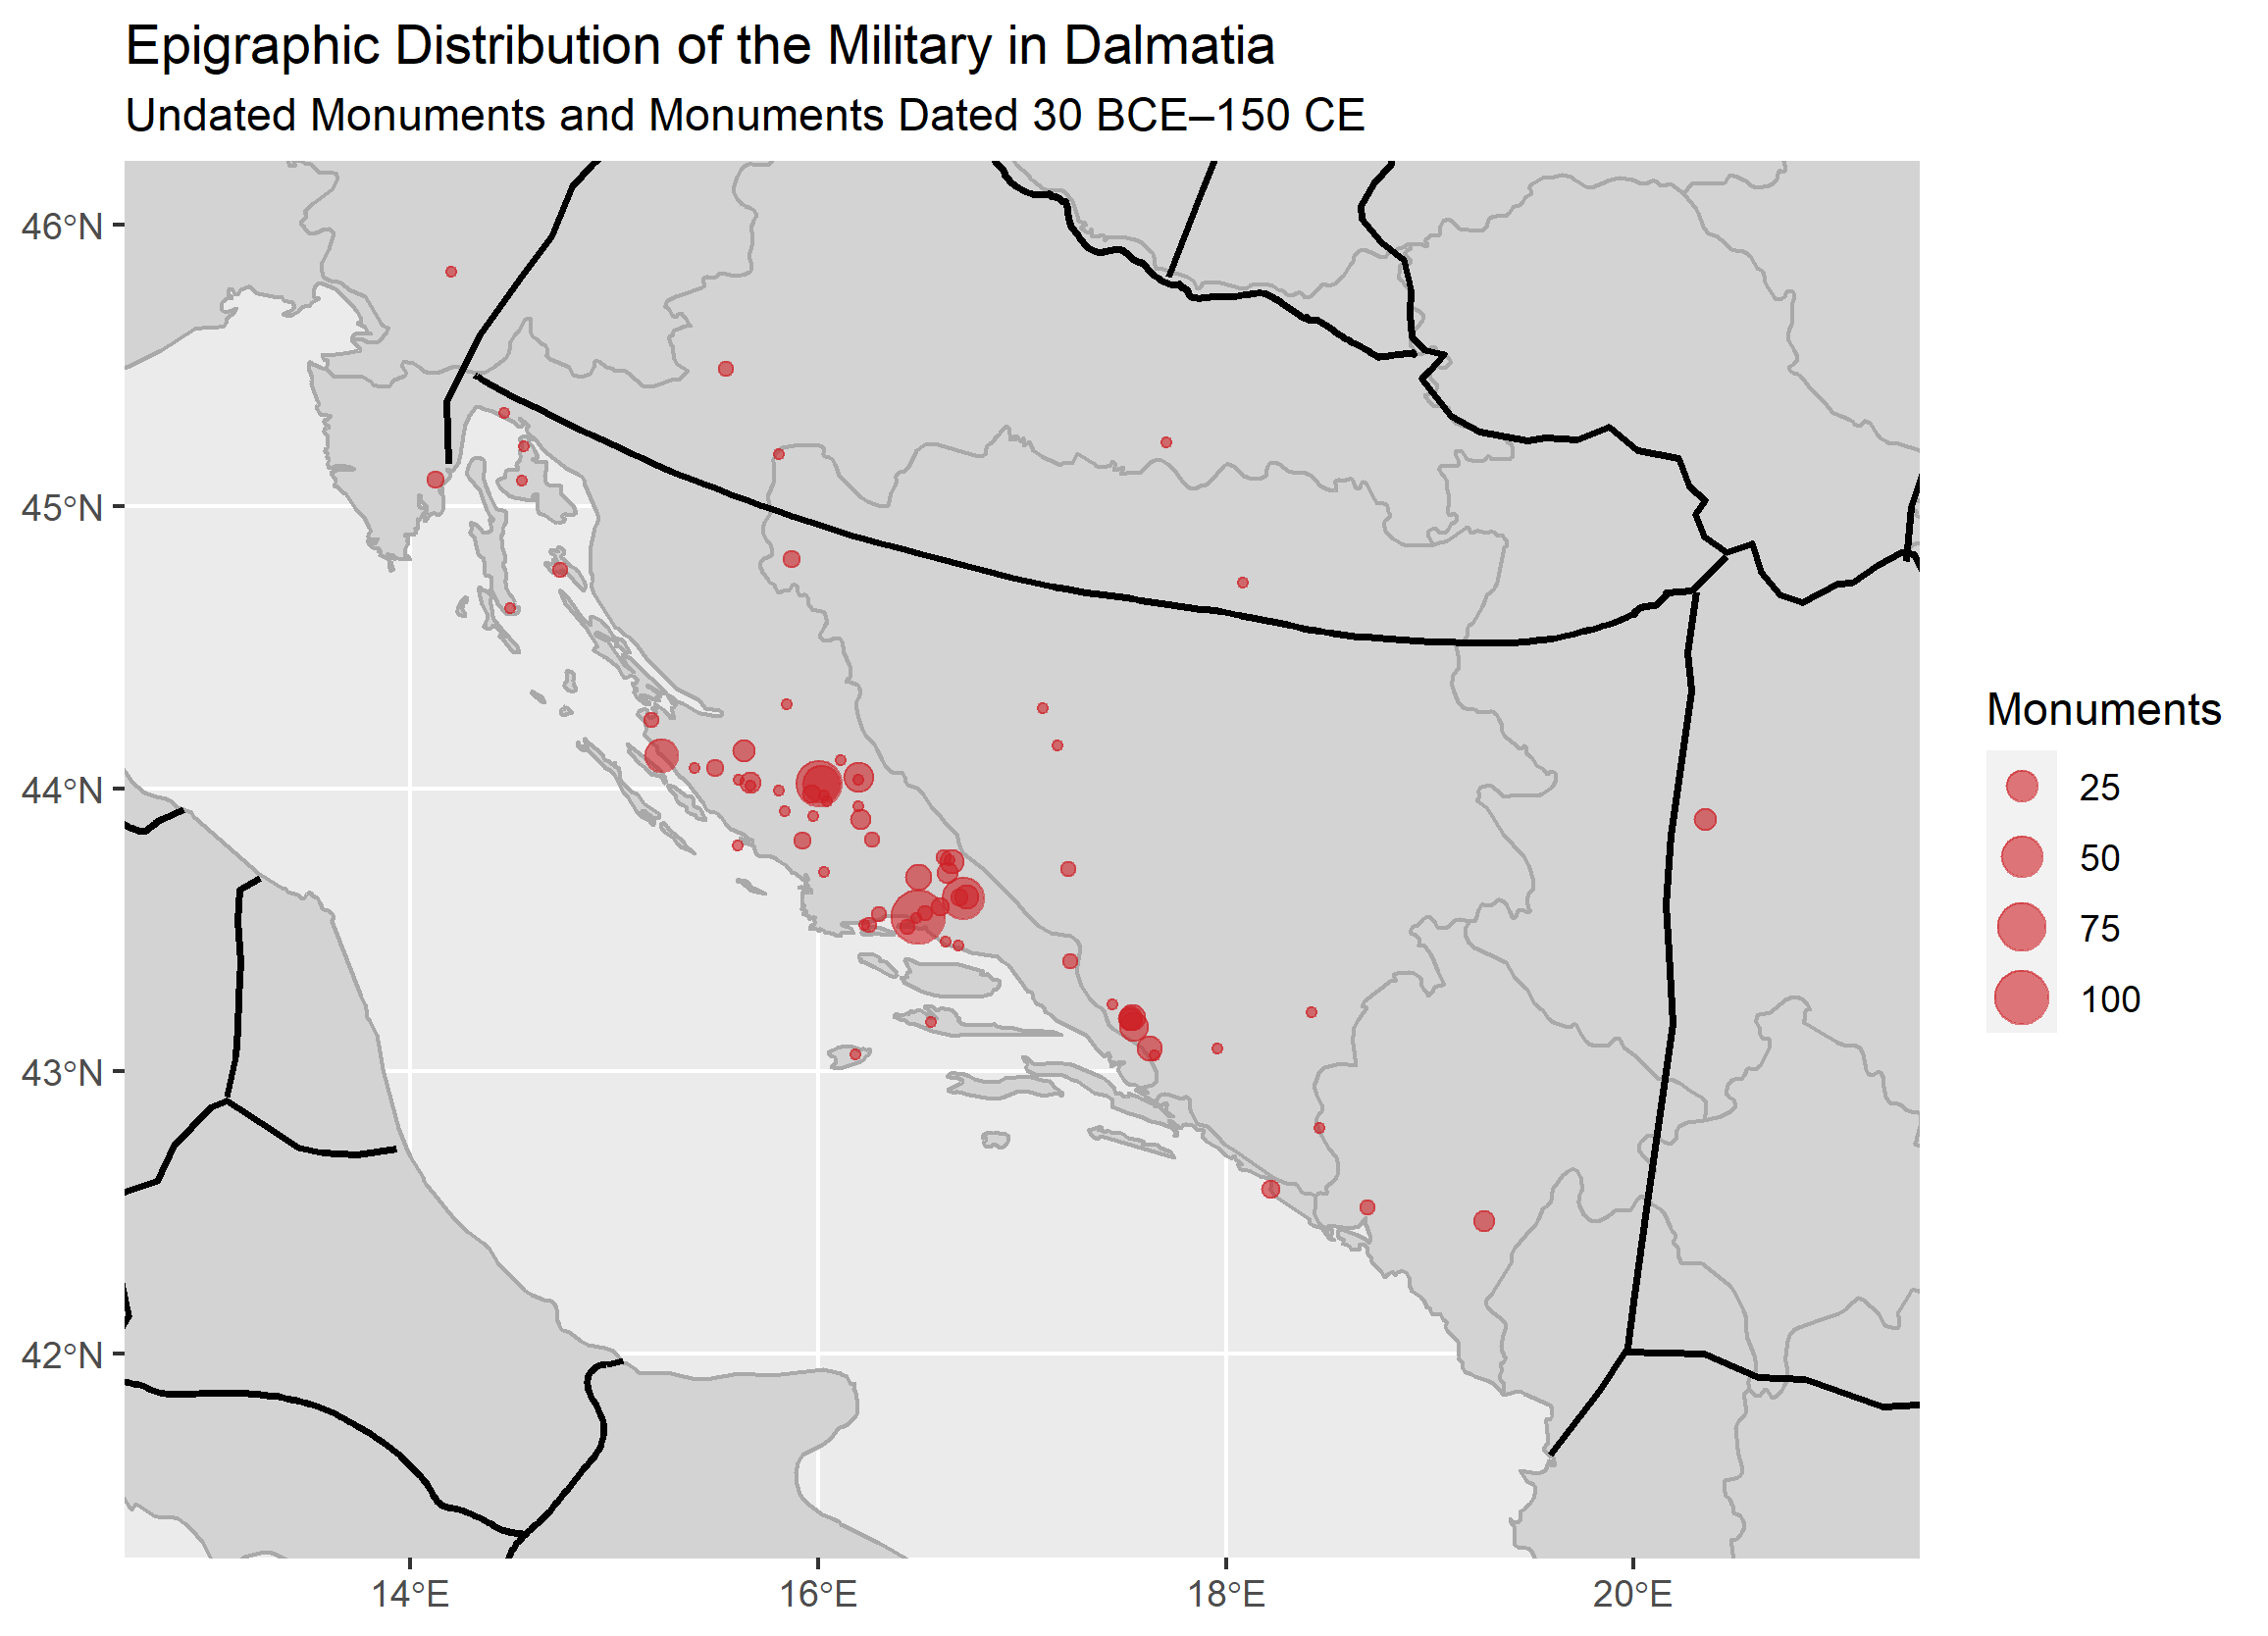 Epigraphic Distribution of the Military in Dalmatia
Undated Monuments and Monuments Dated 30 BCE–150 CE
46°N
45°N
44°N
43°N
42°N
14°E
16°E
18°E
20°E
Monuments
25
50
75
100